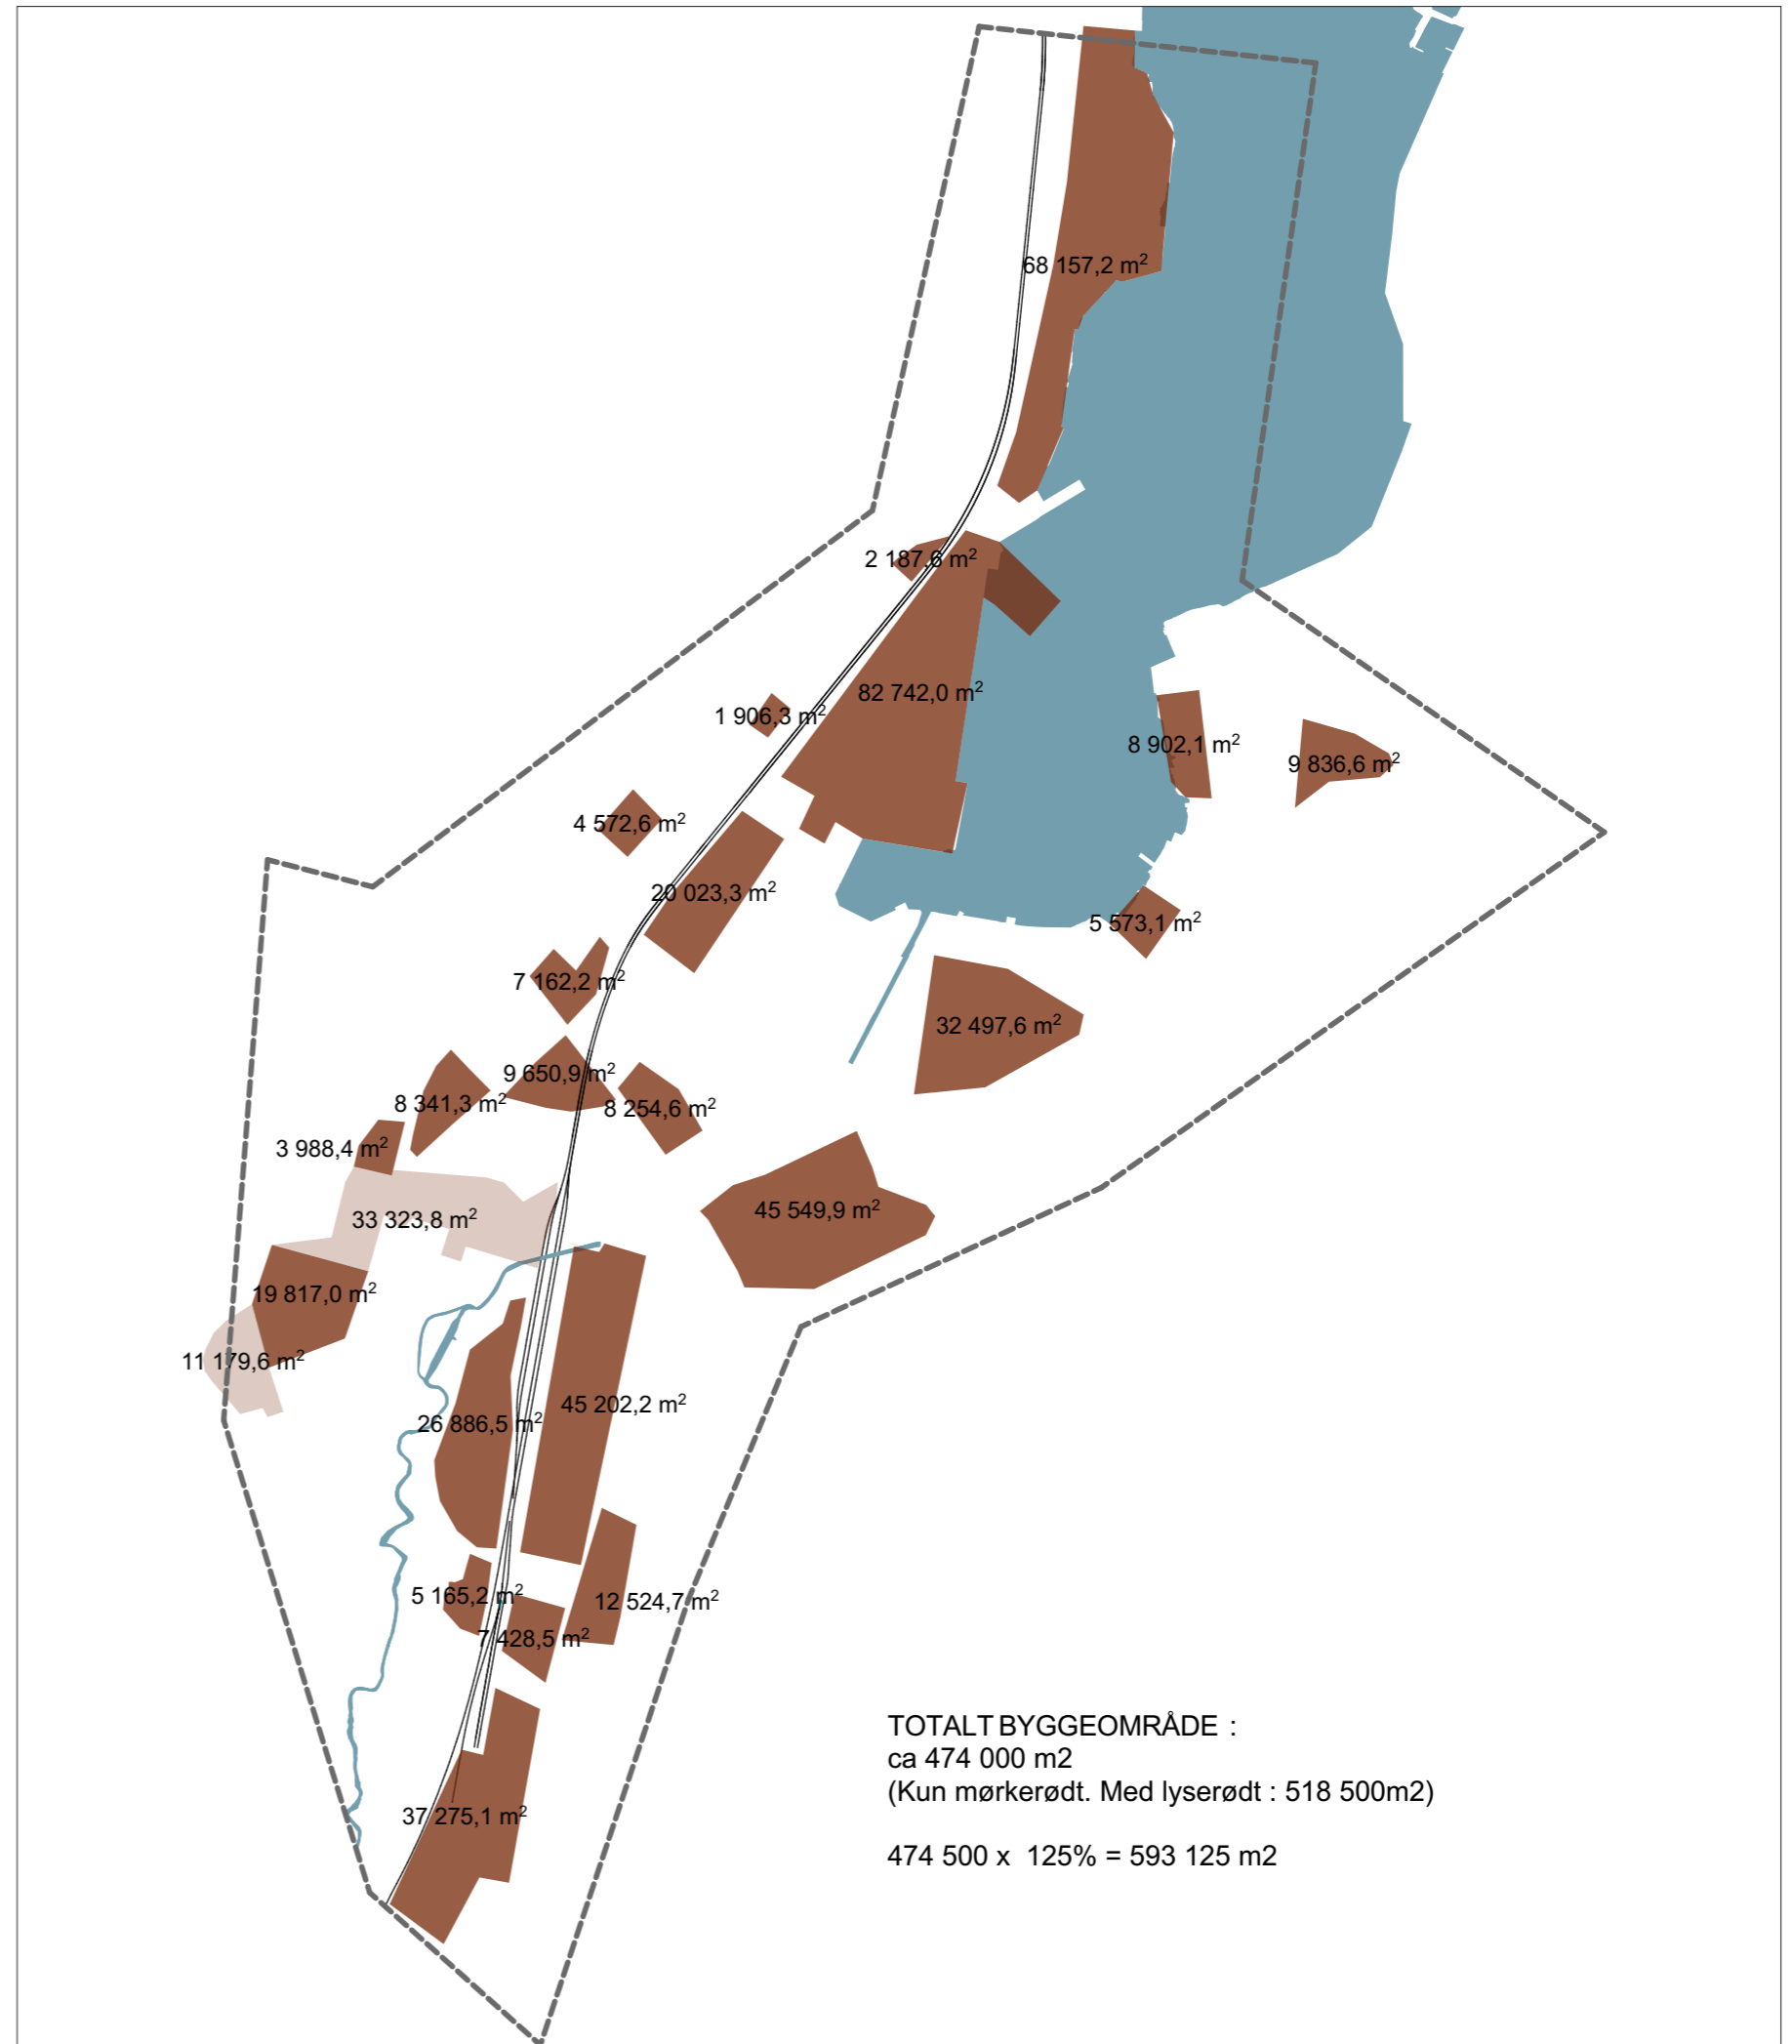 68 157,2 m²
2 187,6 m²
82 742,0 m²
1 906,3 m²
8 902,1 m²
9 836,6 m²
4 572,6 m²
20 023,3 m²
5 573,1 m²
7 162,2 m²
32 497,6 m²
9 650,9 m²
8 341,3 m²
8 254,6 m²
3 988,4 m²
33 323,8 m²
45 549,9 m²
19 817,0 m²
11 179,6 m²
26 886,5 m²
45 202,2 m²
5 165,2 m²
12 524,7 m²
7 428,5 m²
37 275,1 m²
TOTALT BYGGEOMRÅDE :
ca 474 000 m2
(Kun mørkerødt. Med lyserødt : 518 500m2)
474 500 x 125% = 593 125 m2